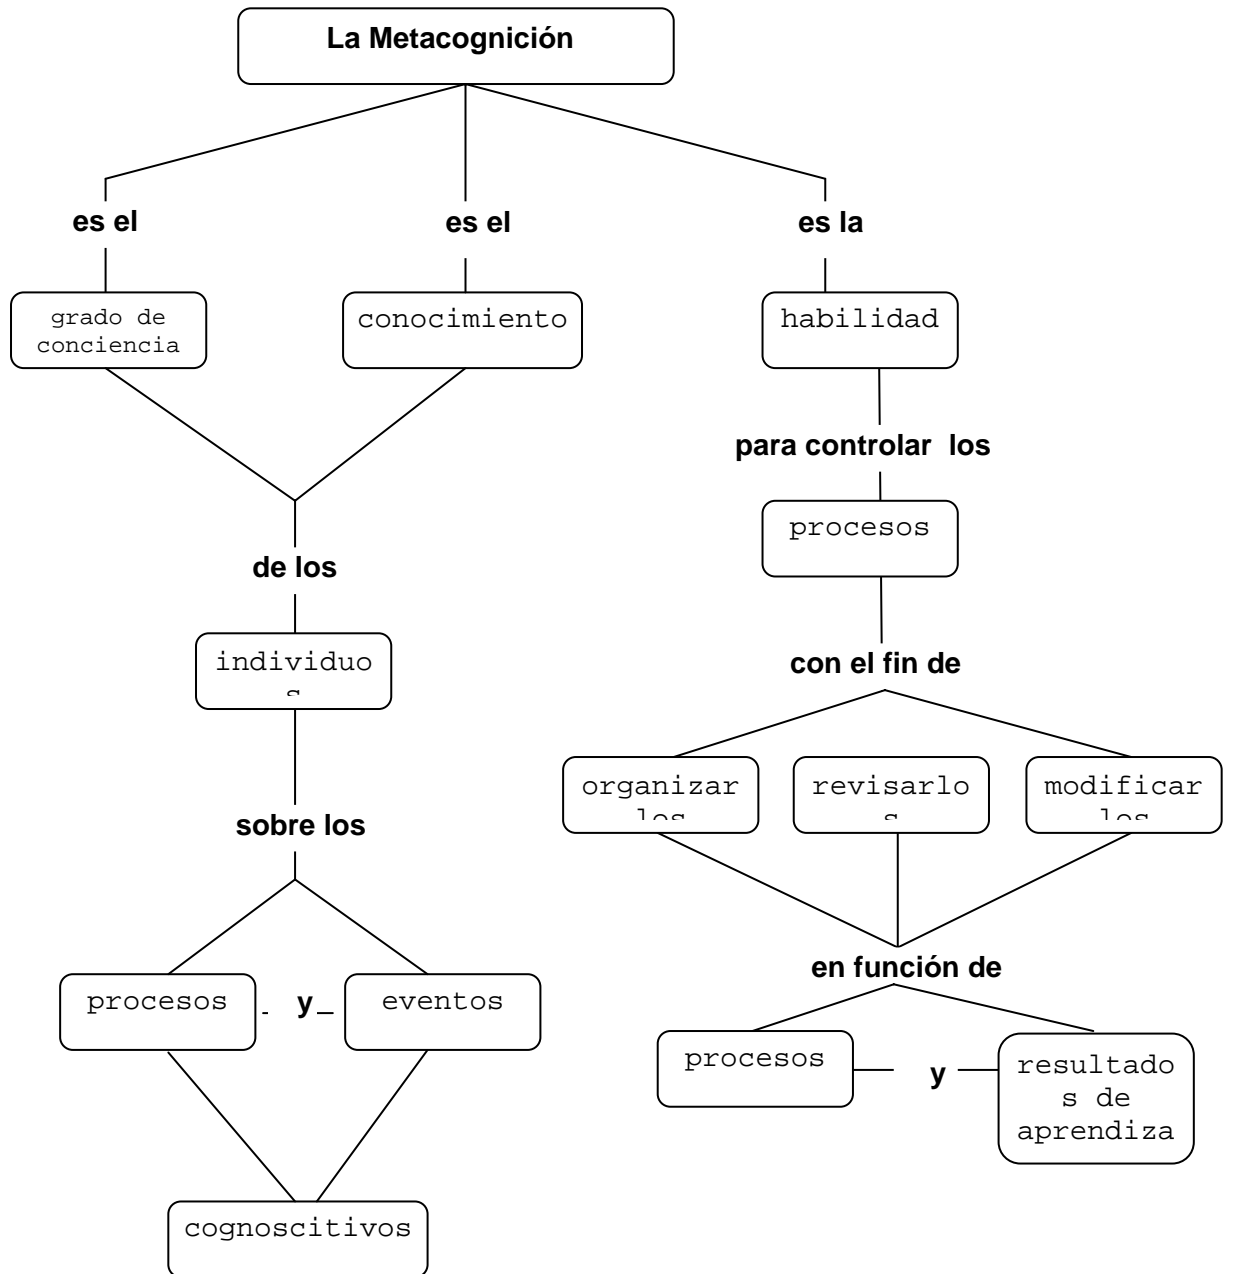 La Metacognición
es el
es el
es la
grado de
conciencia
conocimiento
habilidad
para controlar los
procesos
de los
individuo
s
con el fin de
organizar
los
revisarlo
s
modificar
los
sobre los
en función de
procesos
y
eventos
procesos
y
resultado
s de
aprendiza
cognoscitivos